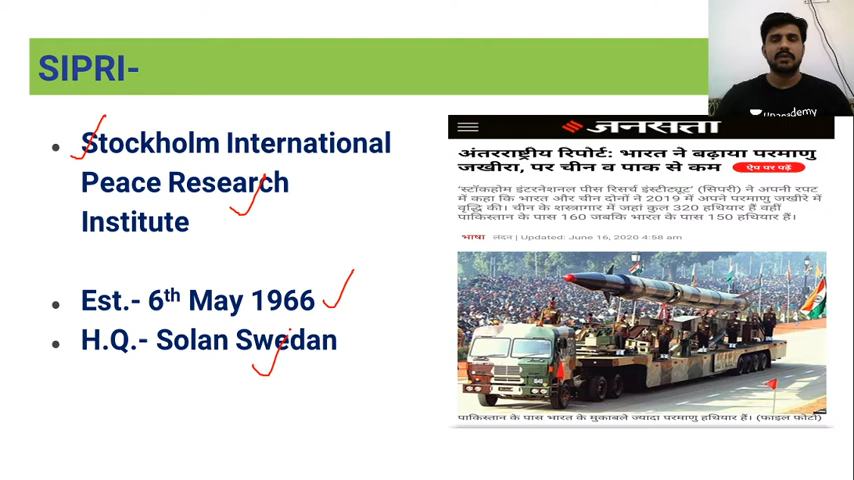 SIPRI-
Stockholm International
Peace Research
Institute
Est.- 6th May 1966
H.Q.- Solan Swedan
unacademy
जनसत्ता
अंतरराष्ट्रीय रिपोर्ट: भारत ने बढ़ाया परमाणु
जखीरा, पर चीन व पाक से कम
ऐप पर पढ़ें
'स्टॉकहोम इंटरनेशनल पीस रिसर्च इंस्टीट्यूट' (सिपरी) ने अपनी रपट
में कहा कि भारत और चीन दोनों ने 2019 में अपने परमाणु जखीरे में
वृद्धि की। चीन के शस्त्रागार में जहां कुल 320 हथियार हैं वहीं
पाकिस्तान के पास 160 जबकि भारत के पास 150 हथियार हैं।
भाषा लंदन | Updated: June 16, 2020 4:58 am
पाकिस्तान के पास भारत के मुकाबले ज्यादा परमाणु हथियार हैं। (फाइल फोटो)